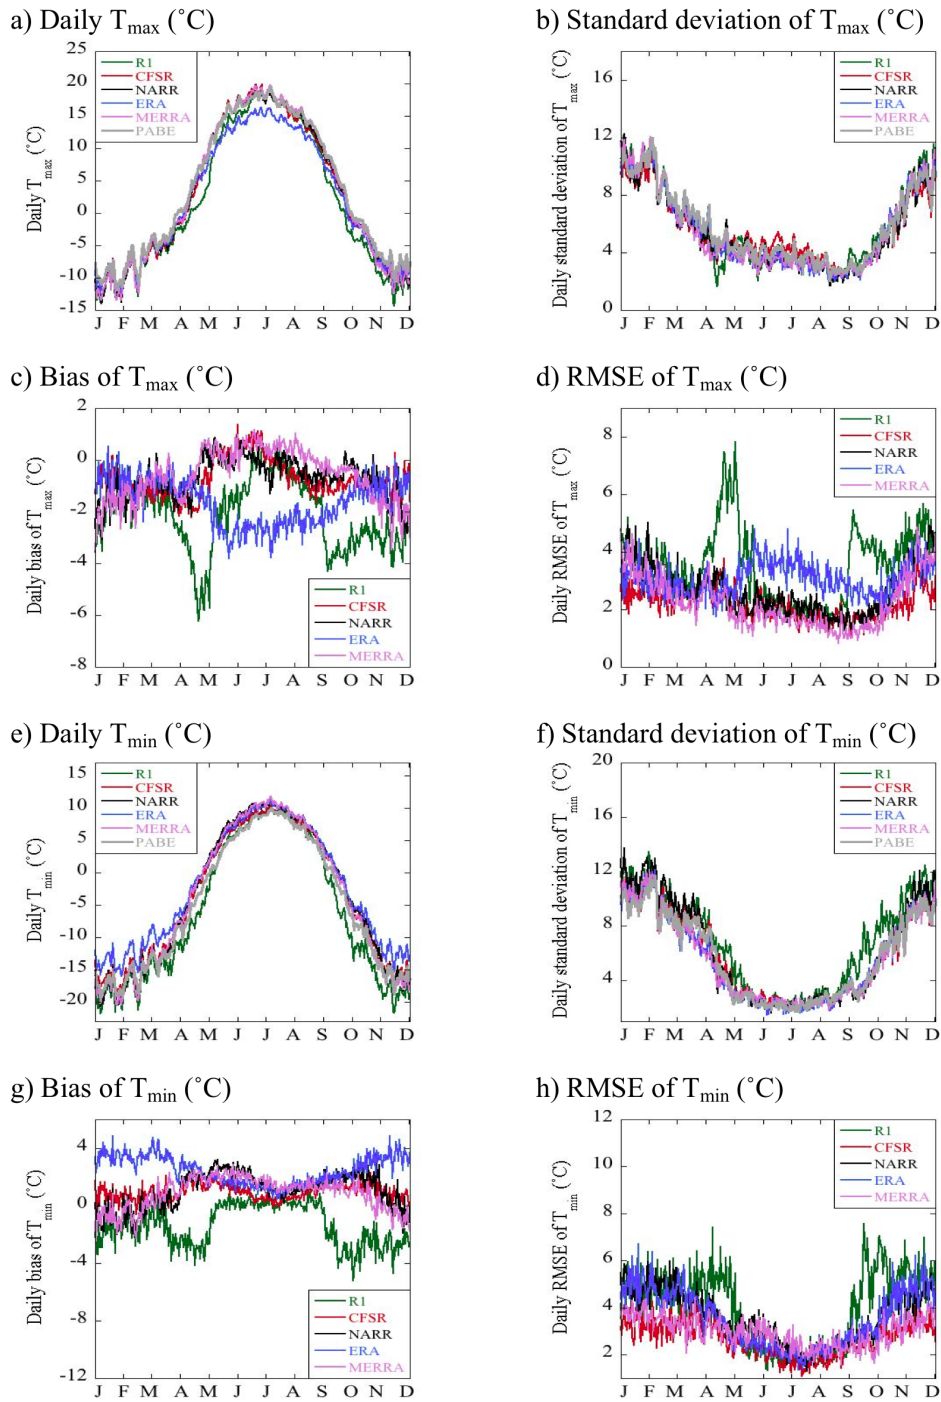 a) Daily Tmax (˚C)
25
20
15
10
5
0
-5
-10
-15
Daily Tmax (˚C)
R1
CFSR
NARR
ERA
MERRA
PABE
J F M A M J J A S O N D
b) Standard deviation of Tmax (˚C)
16
12
8
4
0
Daily standard deviation of Tmax (˚C)
R1
CFSR
NARR
ERA
MERRA
PABE
J F M A M J J A S O N D
c) Bias of Tmax (˚C)
2
0
-2
-4
-6
-8
Daily bias of Tmax (˚C)
R1
CFSR
NARR
ERA
MERRA
J F M A M J J A S O N D
d) RMSE of Tmax (˚C)
8
6
4
2
0
Daily RMSE of Tmax (˚C)
R1
CFSR
NARR
ERA
MERRA
J F M A M J J A S O N D
e) Daily Tmin (˚C)
15
10
5
0
-5
-10
-15
-20
Daily Tmin (˚C)
R1
CFSR
NARR
ERA
MERRA
PABE
J F M A M J J A S O N D
f) Standard deviation of Tmin (˚C)
20
16
12
8
4
Daily standard deviation of Tmin (˚C)
R1
CFSR
NARR
ERA
MERRA
PABE
J F M A M J J A S O N D
g) Bias of Tmin (˚C)
4
0
-4
-8
-12
Daily bias of Tmin (˚C)
R1
CFSR
NARR
ERA
MERRA
J F M A M J J A S O N D
h) RMSE of Tmin (˚C)
12
10
8
6
4
2
Daily RMSE of Tmin (˚C)
R1
CFSR
NARR
ERA
MERRA
J F M A M J J A S O N D